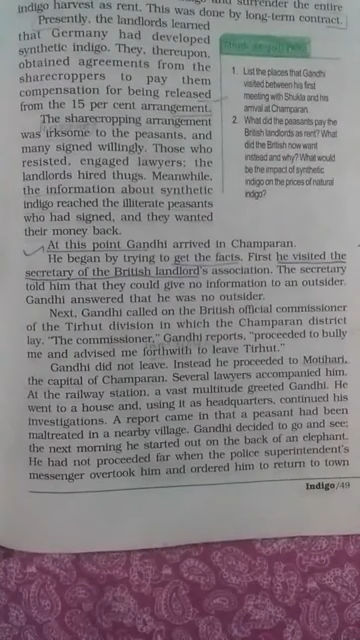 indigo harvest as rent. This was done by long-term contract.
Presently, the landlords learned
that Germany had developed
synthetic indigo. They, thereupon,
obtained agreements from the
sharecroppers to pay them
compensation for being released
from the 15 per cent arrangement.
The sharecropping arrangement
was irksome to the peasants, and
many signed willingly. Those who
resisted, engaged lawyers; the
landlords hired thugs. Meanwhile,
the information about synthetic
indigo reached the illiterate peasants
who had signed, and they wanted
their money back.
1. List the places that Gandhi
visited between his first
meeting with Shukla and his
arrival at Champaran.
2. What did the peasants pay the
British landlords as rent? What
did the British now want
instead and why? What would
be the impact of synthetic
indigo on the prices of natural
indigo?
At this point Gandhi arrived in Champaran.
He began by trying to get the facts. First he visited the
secretary of the British landlord's association. The secretary
told him that they could give no information to an outsider.
Gandhi answered that he was no outsider.
Next, Gandhi called on the British official commissioner
of the Tirhut division in which the Champaran district
lay. "The commissioner," Gandhi reports, "proceeded to bully
me and advised me forthwith to leave Tirhut."
Gandhi did not leave. Instead he proceeded to Motihari,
the capital of Champaran. Several lawyers accompanied him.
At the railway station, a vast multitude greeted Gandhi. He
went to a house and, using it as headquarters, continued his
investigations. A report came in that a peasant had been
maltreated in a nearby village. Gandhi decided to go and see;
the next morning he started out on the back of an elephant.
He had not proceeded far when the police superintendent's
messenger overtook him and ordered him to return to town
Indigo/49